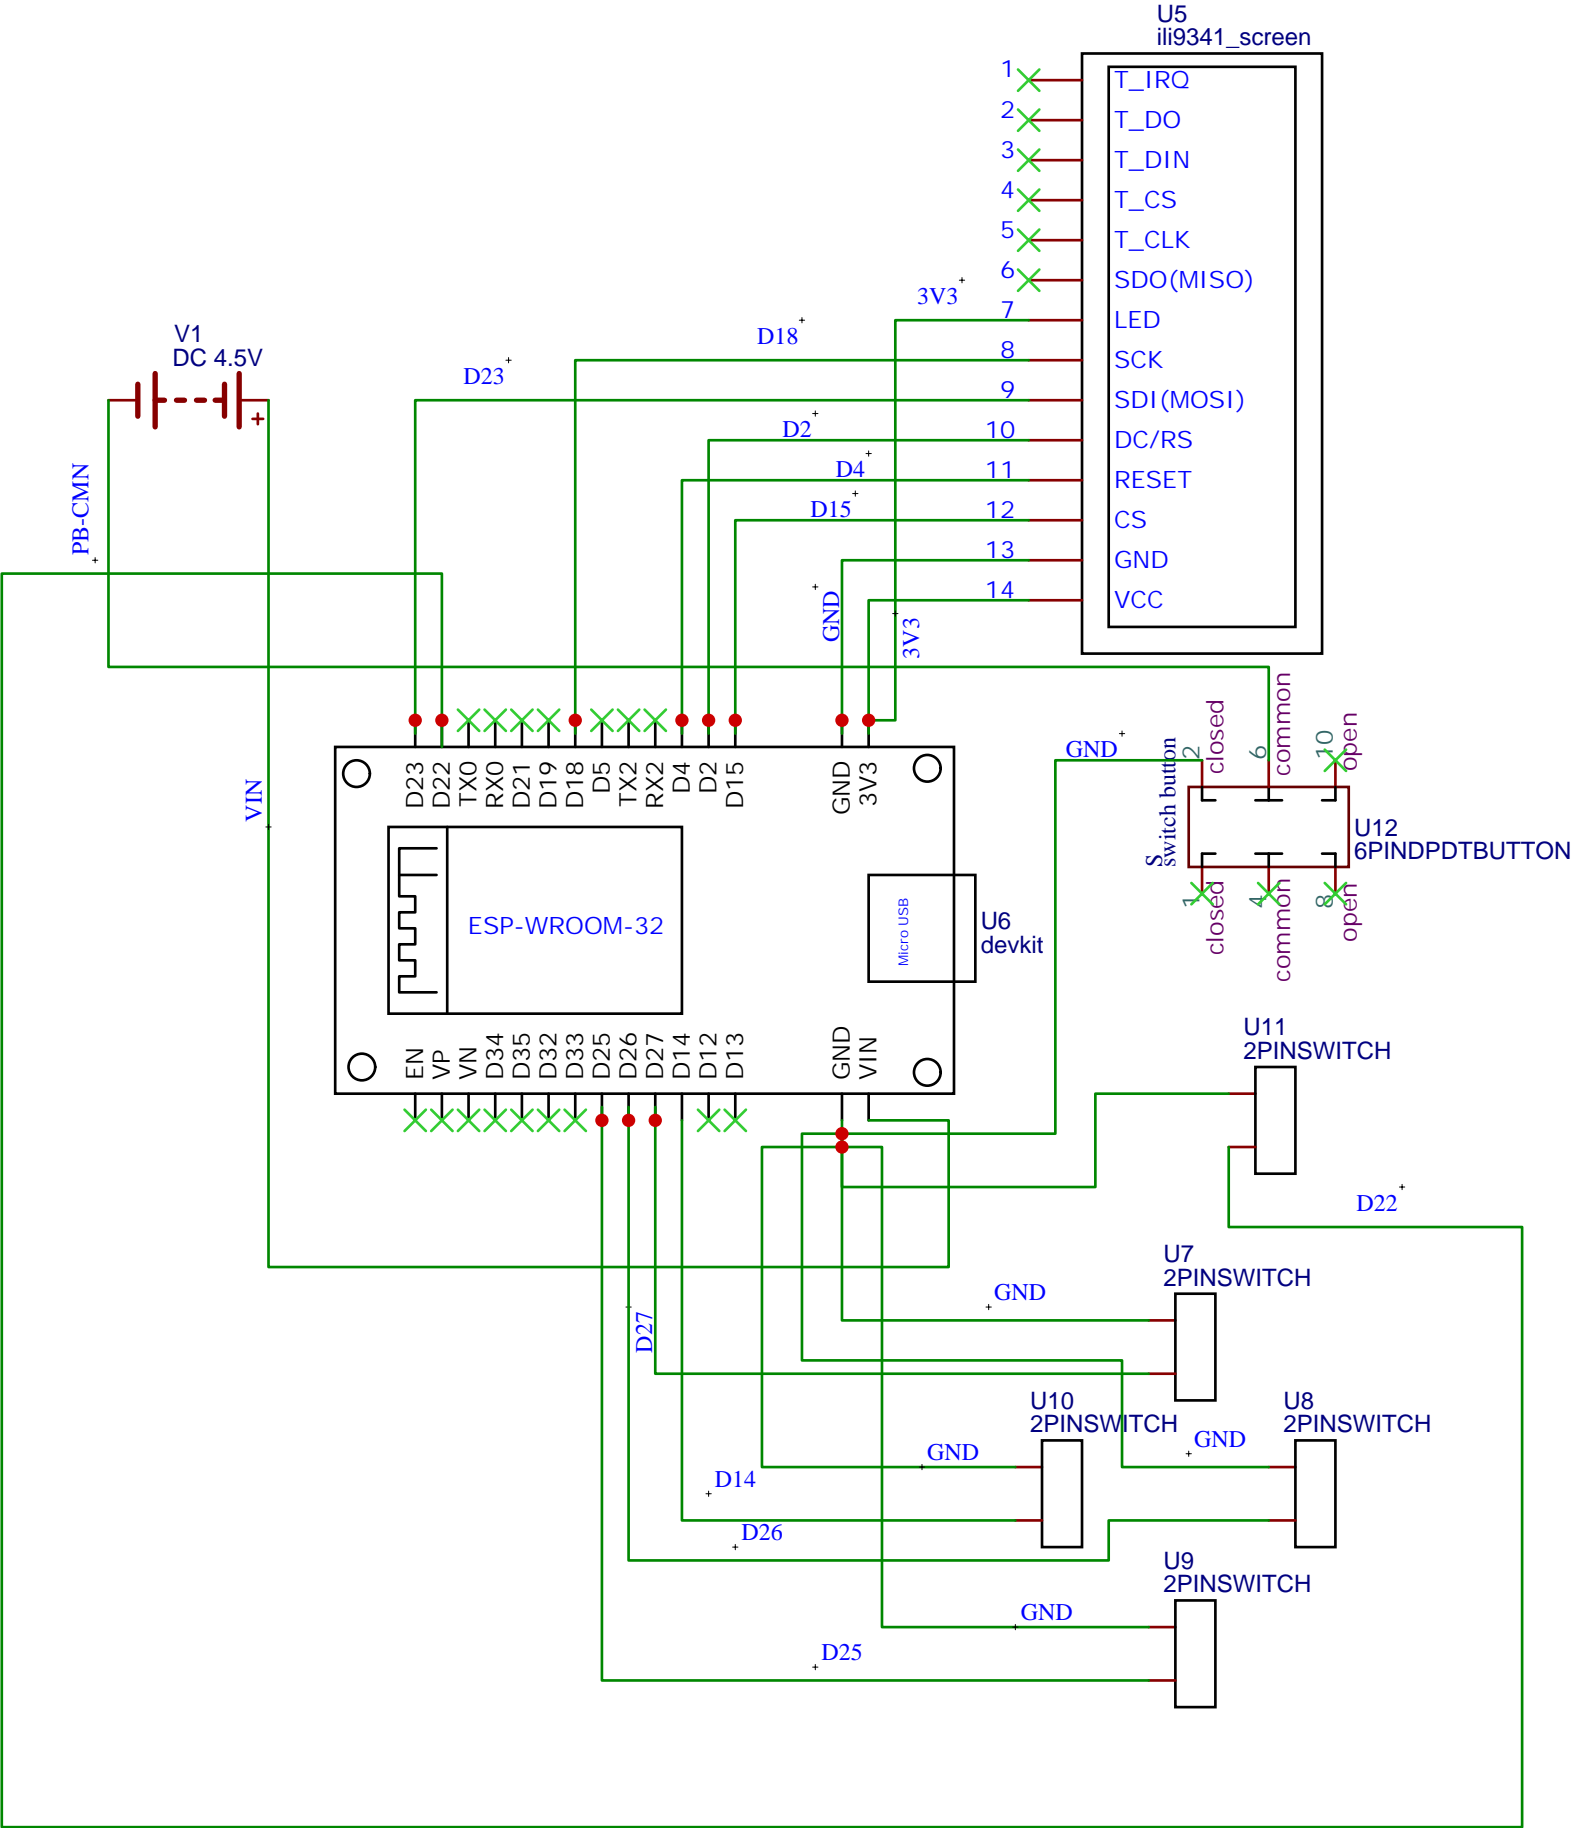 U5
ili9341_screen
1 T_IRQ
2 T_DO
3 T_DIN
4 T_CS
5 T_CLK
6 SDO(MISO)
3V3
7 LED
D18
8 SCK
D23
9 SDI(MOSI)
D2
10 DC/RS
D4
11 RESET
D15
12 CS
13 GND
14 VCC
V1
DC 4.5V
+
PB-CMN
GND
3V3
VIN
D23
D22
TX0
RX0
D21
D19
D18
D5
TX2
RX2
D4
D2
D15
GND
3V3
ESP-WROOM-32
Micro USB
U6
devkit
EN
VP
VN
D34
D35
D32
D33
D25
D26
D27
D14
D12
D13
GND
VIN
GND
2
closed
6
common
10
open
S
switch button
U12
6PINDPDTBUTTON
1
closed
4
common
8
open
U11
2PINSWITCH
D22
U7
2PINSWITCH
GND
D27
U10
2PINSWITCH
GND
D14
D26
U8
2PINSWITCH
GND
U9
2PINSWITCH
GND
D25